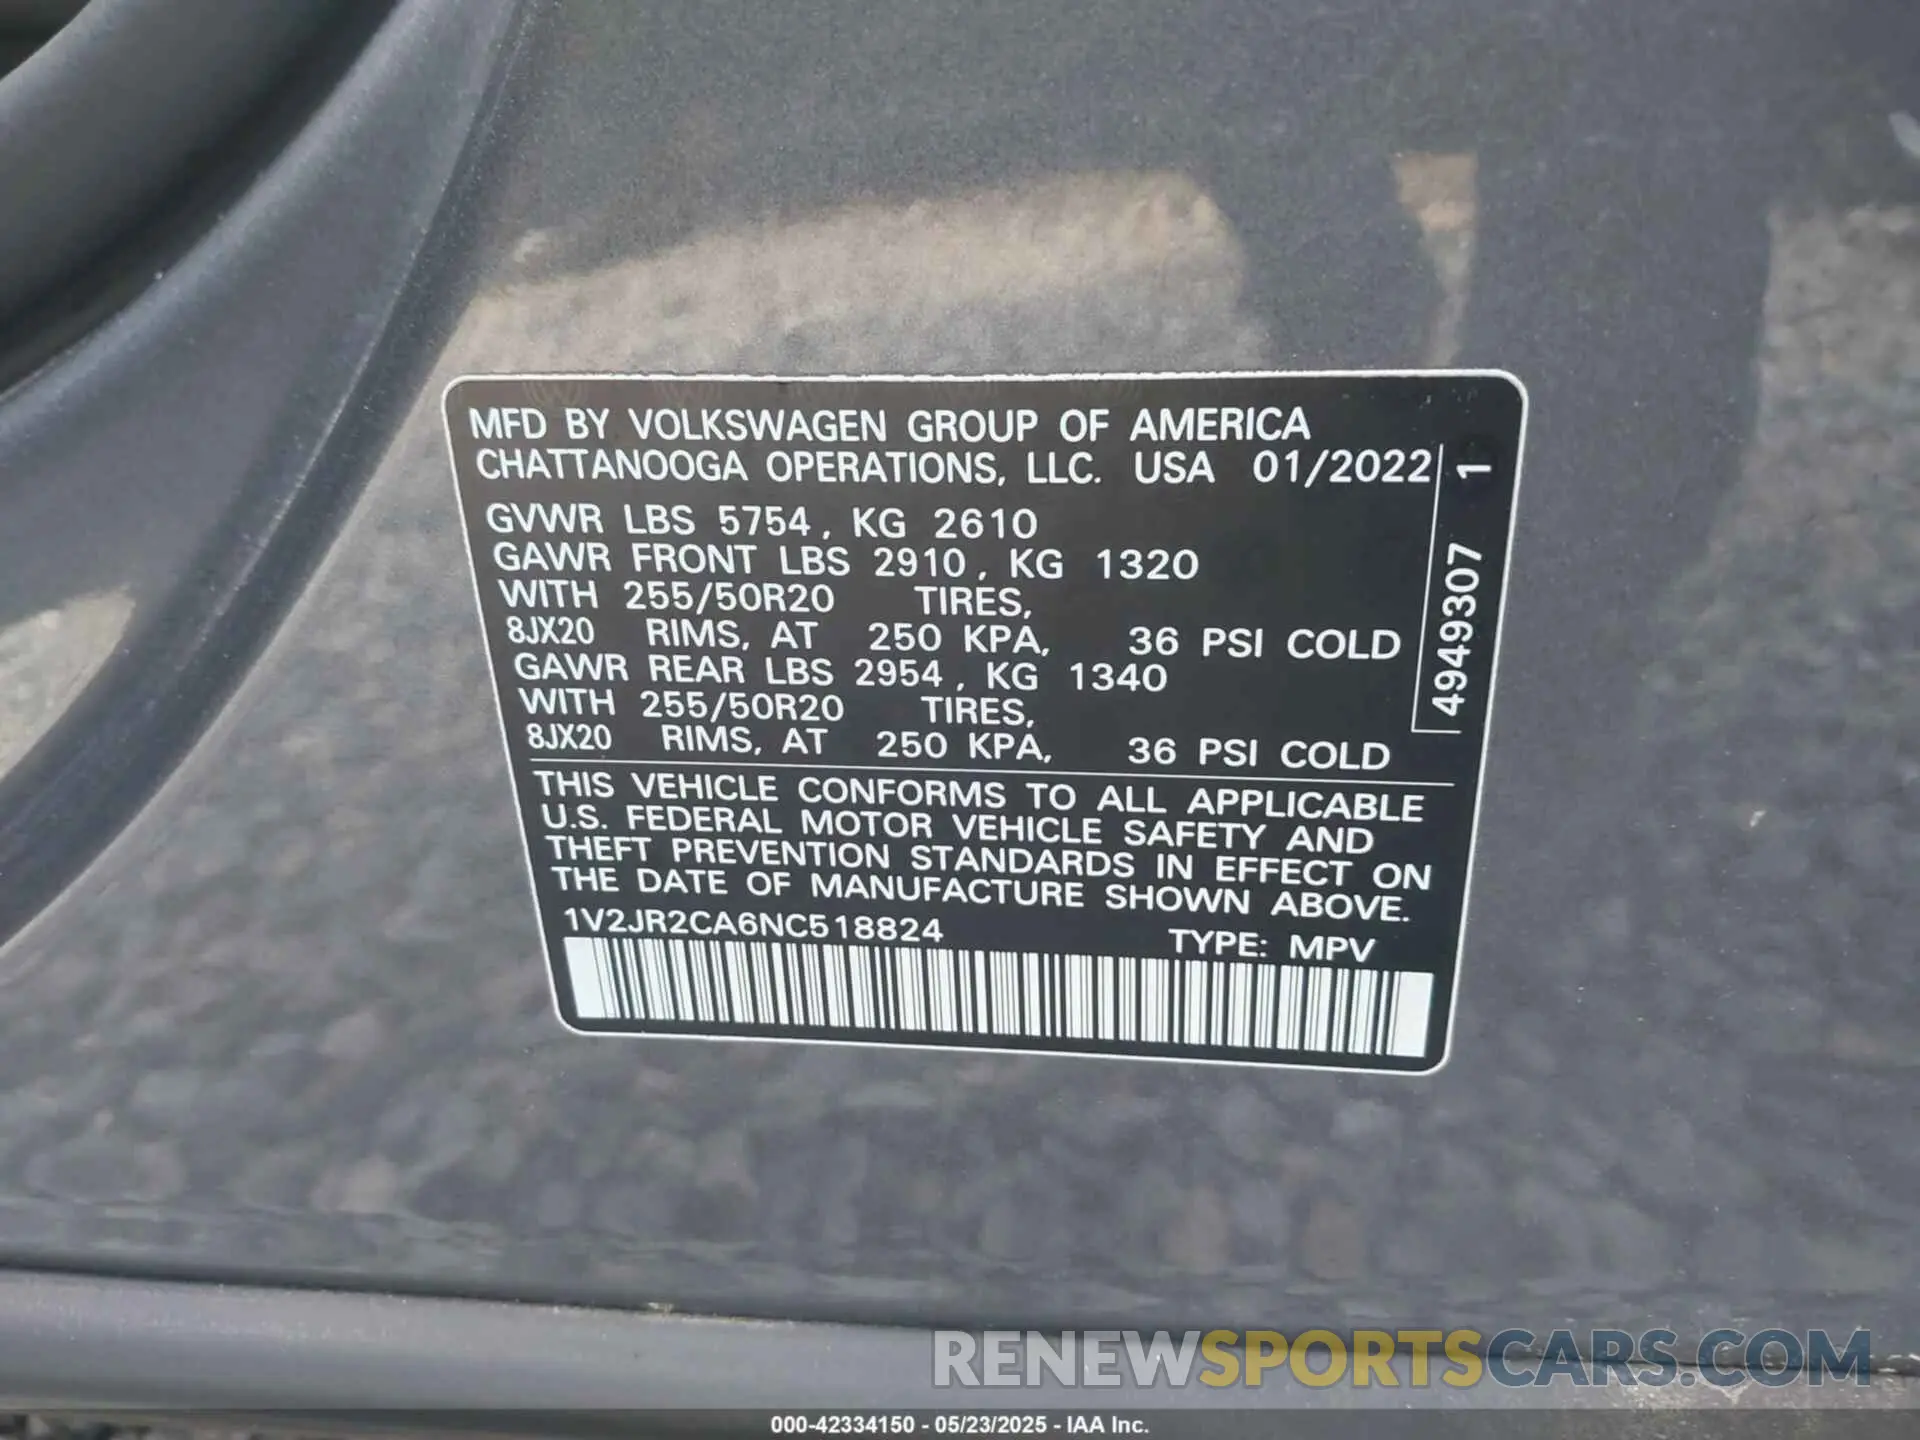 MFD BY VOLKSWAGEN GROUP OF AMERICA
CHATTANOOGA OPERATIONS, LLC. USA 01/2022
GVWR LBS 5754, KG 2610
GAWR FRONT LBS 2910, KG 1320
WITH 255/50R20 TIRES,
8JX20 RIMS, AT 250 KPA, 36 PSI COLD
GAWR REAR LBS 2954, KG 1340
WITH 255/50R20 TIRES,
8JX20 RIMS, AT 250 KPA, 36 PSI COLD
4949307 1
THIS VEHICLE CONFORMS TO ALL APPLICABLE
U.S. FEDERAL MOTOR VEHICLE SAFETY AND
THEFT PREVENTION STANDARDS IN EFFECT ON
THE DATE OF MANUFACTURE SHOWN ABOVE.
1V2JR2CA6NC518824 TYPE: MPV
RENEWSPORTSCARS.COM
000-42334150 - 05/23/2025 - IAA Inc.